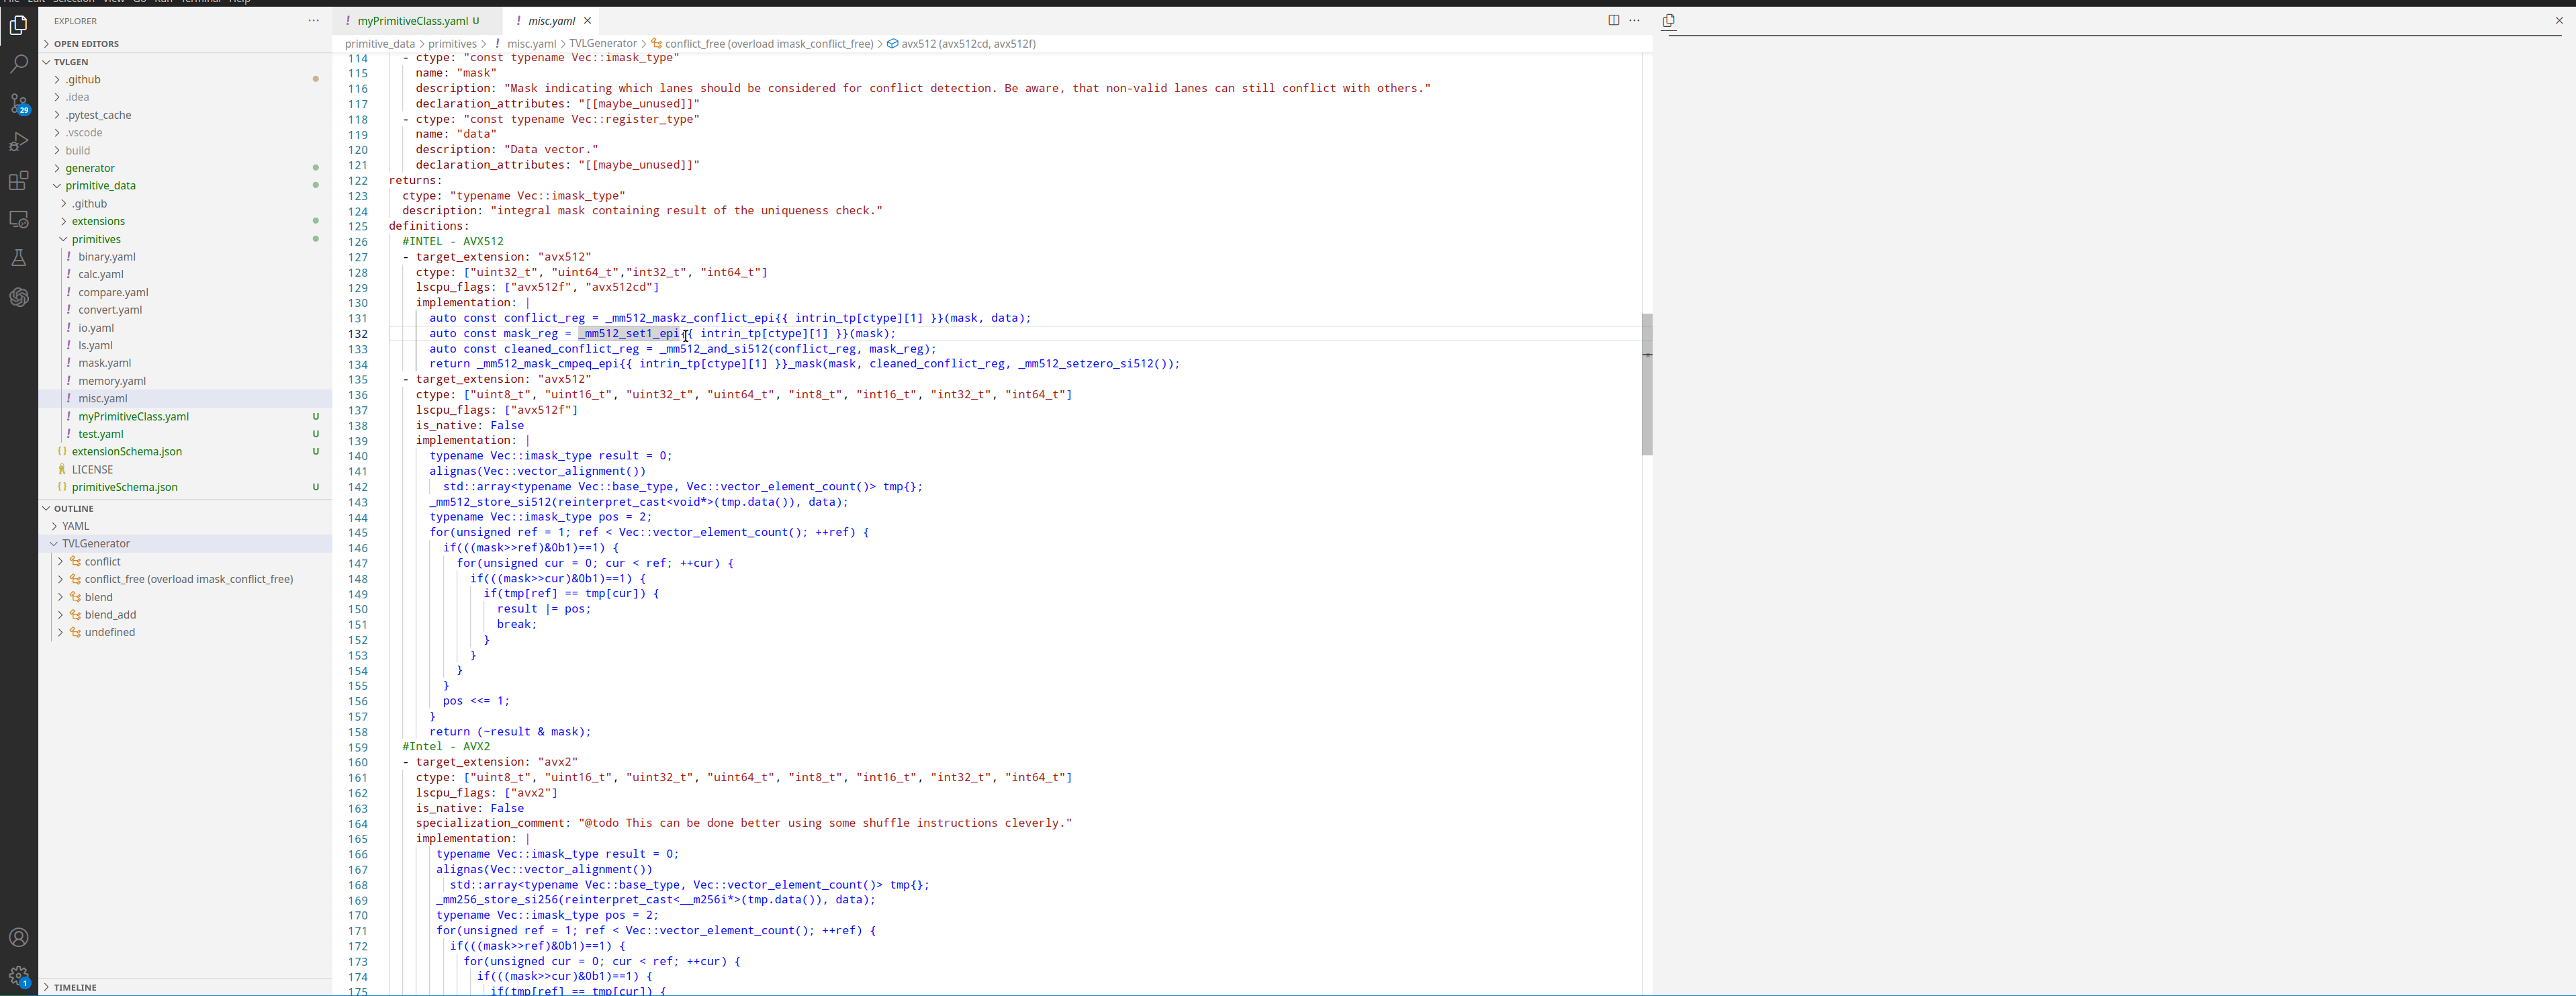 File Edit Selection View Go Run Terminal Help
EXPLORER
OPEN EDITORS
TVLGEN
.github
.idea
.pytest_cache
.vscode
build
generator
primitive_data
.github
extensions
primitives
binary.yaml
calc.yaml
compare.yaml
convert.yaml
io.yaml
ls.yaml
mask.yaml
memory.yaml
misc.yaml
myPrimitiveClass.yaml U
test.yaml U
extensionSchema.json U
LICENSE
primitiveSchema.json U
OUTLINE
YAML
TVLGenerator
conflict
conflict_free (overload imask_conflict_free)
blend
blend_add
undefined
TIMELINE
29
1
! myPrimitiveClass.yaml U
! misc.yaml
primitive_data > primitives > ! misc.yaml > TVLGenerator > conflict_free (overload imask_conflict_free) > avx512 (avx512cd, avx512f)
114 - ctype: "const typename Vec::imask_type"
115 name: "mask"
116 description: "Mask indicating which lanes should be considered for conflict detection. Be aware, that non-valid lanes can still conflict with others."
117 declaration_attributes: "[[maybe_unused]]"
118 - ctype: "const typename Vec::register_type"
119 name: "data"
120 description: "Data vector."
121 declaration_attributes: "[[maybe_unused]]"
122 returns:
123 ctype: "typename Vec::imask_type"
124 description: "integral mask containing result of the uniqueness check."
125 definitions:
126 #INTEL - AVX512
127 - target_extension: "avx512"
128 ctype: ["uint32_t", "uint64_t","int32_t", "int64_t"]
129 lscpu_flags: ["avx512f", "avx512cd"]
130 implementation: |
131 auto const conflict_reg = _mm512_maskz_conflict_epi{{ intrin_tp[ctype][1] }}(mask, data);
132 auto const mask_reg = _mm512_set1_epi{{ intrin_tp[ctype][1] }}(mask);
133 auto const cleaned_conflict_reg = _mm512_and_si512(conflict_reg, mask_reg);
134 return _mm512_mask_cmpeq_epi{{ intrin_tp[ctype][1] }}_mask(mask, cleaned_conflict_reg, _mm512_setzero_si512());
135 - target_extension: "avx512"
136 ctype: ["uint8_t", "uint16_t", "uint32_t", "uint64_t", "int8_t", "int16_t", "int32_t", "int64_t"]
137 lscpu_flags: ["avx512f"]
138 is_native: False
139 implementation: |
140 typename Vec::imask_type result = 0;
141 alignas(Vec::vector_alignment())
142 std::array<typename Vec::base_type, Vec::vector_element_count()> tmp{};
143 _mm512_store_si512(reinterpret_cast<void*>(tmp.data()), data);
144 typename Vec::imask_type pos = 2;
145 for(unsigned ref = 1; ref < Vec::vector_element_count(); ++ref) {
146 if(((mask>>ref)&0b1)==1) {
147 for(unsigned cur = 0; cur < ref; ++cur) {
148 if(((mask>>cur)&0b1)==1) {
149 if(tmp[ref] == tmp[cur]) {
150 result |= pos;
151 break;
152 }
153 }
154 }
155 }
156 pos <<= 1;
157 }
158 return (~result & mask);
159 #Intel - AVX2
160 - target_extension: "avx2"
161 ctype: ["uint8_t", "uint16_t", "uint32_t", "uint64_t", "int8_t", "int16_t", "int32_t", "int64_t"]
162 lscpu_flags: ["avx2"]
163 is_native: False
164 specialization_comment: "@todo This can be done better using some shuffle instructions cleverly."
165 implementation: |
166 typename Vec::imask_type result = 0;
167 alignas(Vec::vector_alignment())
168 std::array<typename Vec::base_type, Vec::vector_element_count()> tmp{};
169 _mm256_store_si256(reinterpret_cast<__m256i*>(tmp.data()), data);
170 typename Vec::imask_type pos = 2;
171 for(unsigned ref = 1; ref < Vec::vector_element_count(); ++ref) {
172 if(((mask>>ref)&0b1)==1) {
173 for(unsigned cur = 0; cur < ref; ++cur) {
174 if(((mask>>cur)&0b1)==1) {
175 if(tmp[ref] == tmp[cur]) {